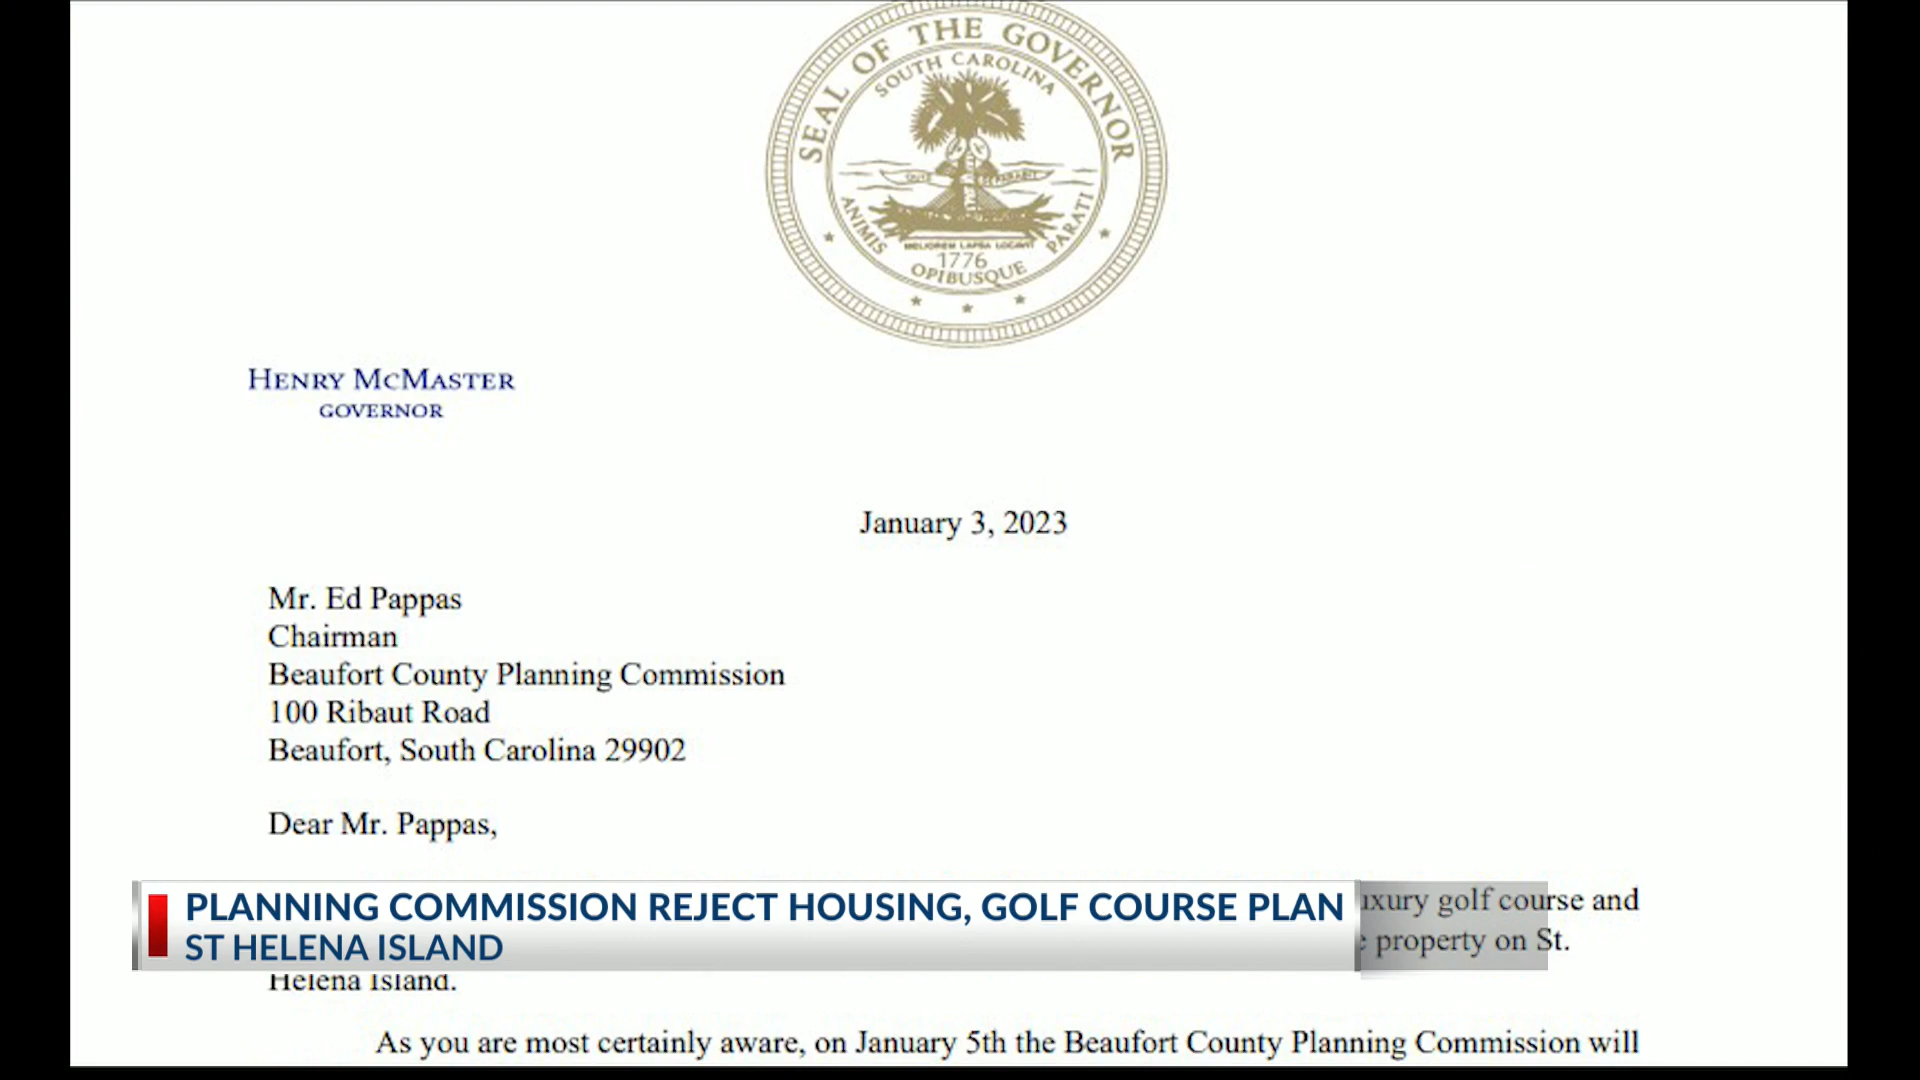 SEAL OF THE GOVERNOR
SOUTH CAROLINA
ANIMIS OPIBUSQUE PARATI
MELIOREM LAPSA LOCAVIT
1776
HENRY MCMASTER
GOVERNOR
January 3, 2023
Mr. Ed Pappas
Chairman
Beaufort County Planning Commission
100 Ribaut Road
Beaufort, South Carolina 29902
Dear Mr. Pappas,
golf course and
property on St.
Helena Island.
As you are most certainly aware, on January 5th the Beaufort County Planning Commission will
PLANNING COMMISSION REJECT HOUSING, GOLF COURSE PLAN
ST HELENA ISLAND